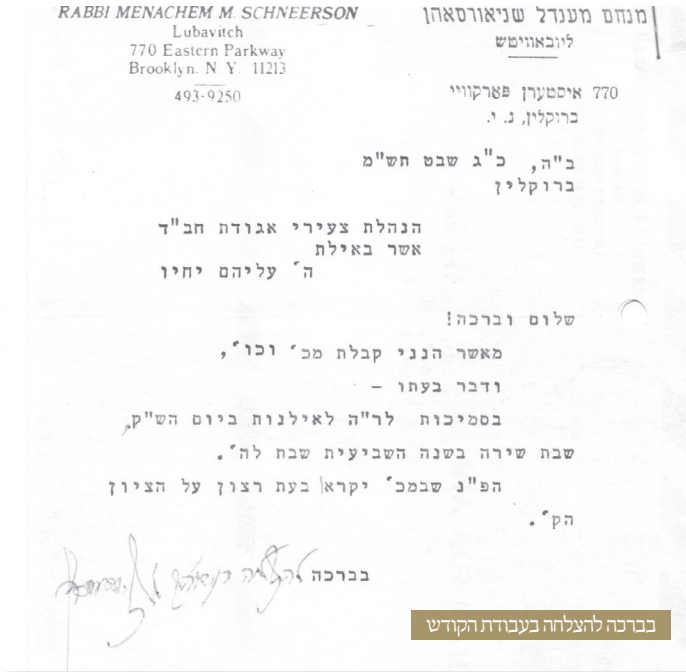 RABBI MENACHEM M. SCHNEERSON
Lubavitch
770 Eastern Parkway
Brooklyn. N. Y. 11213
493-9250
מנחם מענדל שניאורסאהן
ליובאוויטש
770 איסטערן פארקוויי
ברוקלין, נ. י.
ב"ה, כ"ג שבט תש"מ
ברוקלין
הנהלת צעירי אגודת חב"ד
אשר באילת
ה' עליהם יחיו
שלום וברכה!
מאשר הנני קבלת מכ' וכו',
ודבר בעתו –
בסמיכות לר"ה לאילנות ביום הש"ק,
שבת שירה בשנה השביעית שבת לה'.
הפ"נ שבמכ' יקרא בעת רצון על הציון
הק'.
בברכה
בברכה להצלחה בעבודת הקודש